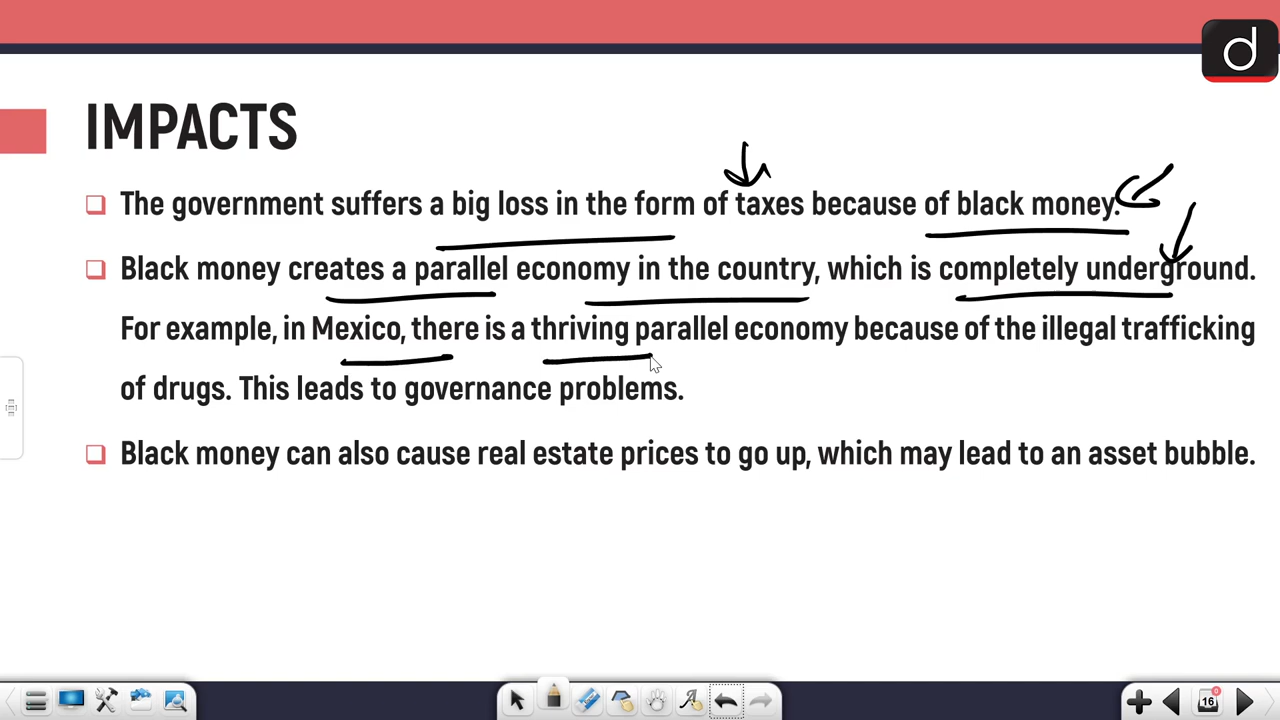 d
IMPACTS
The government suffers a big loss in the form of taxes because of black money.
Black money creates a parallel economy in the country, which is completely underground.
For example, in Mexico, there is a thriving parallel economy because of the illegal trafficking
of drugs. This leads to governance problems.
Black money can also cause real estate prices to go up, which may lead to an asset bubble.
16